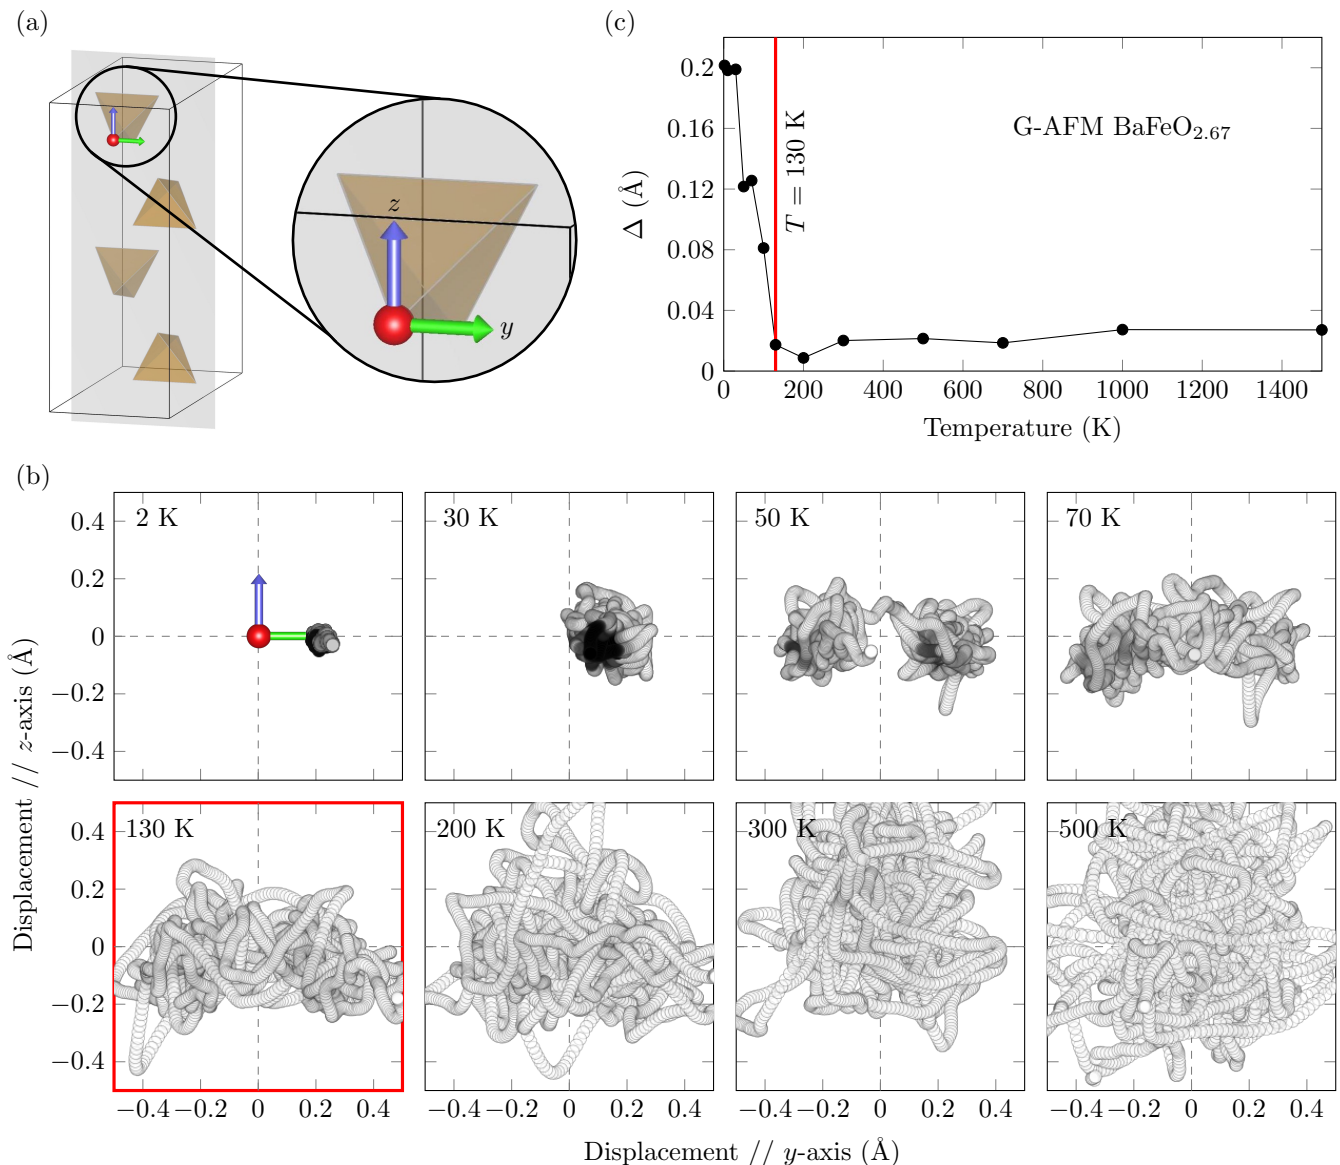 (a)
z
y
(c)
Δ (Å)
0.2
0.16
0.12
0.08
0.04
0
T = 130 K
G-AFM BaFeO2.67
0 200 400 600 800 1000 1200 1400
Temperature (K)
(b)
Displacement // z-axis (Å)
2 K
30 K
50 K
70 K
0.4
0.2
0
−0.2
−0.4
130 K
200 K
300 K
500 K
0.4
0.2
0
−0.2
−0.4
−0.4 −0.2 0 0.2 0.4
−0.4 −0.2 0 0.2 0.4
−0.4 −0.2 0 0.2 0.4
−0.4 −0.2 0 0.2 0.4
Displacement // y-axis (Å)